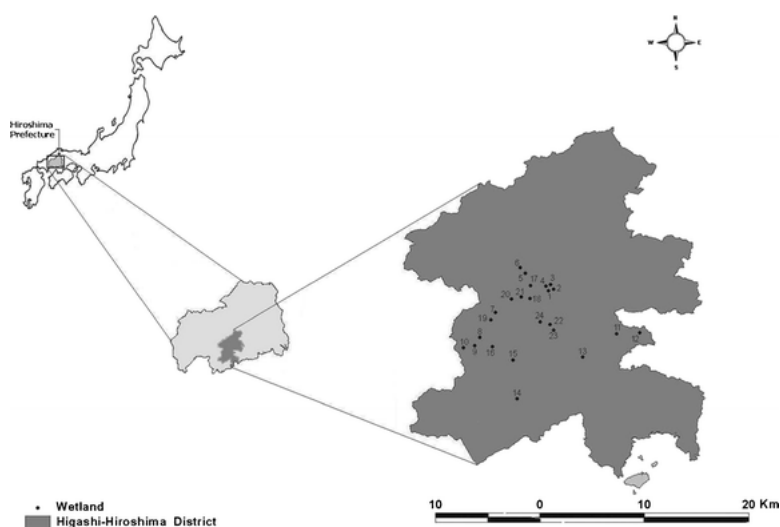 N
W E
S
Hiroshima
Prefecture
6
5
17 4 3
2
1
20 21 18
7
19
24 22
23
8
11
12
10 9 16
15
13
14
Wetland
Higashi-Hiroshima District
10 0 10 20 Km